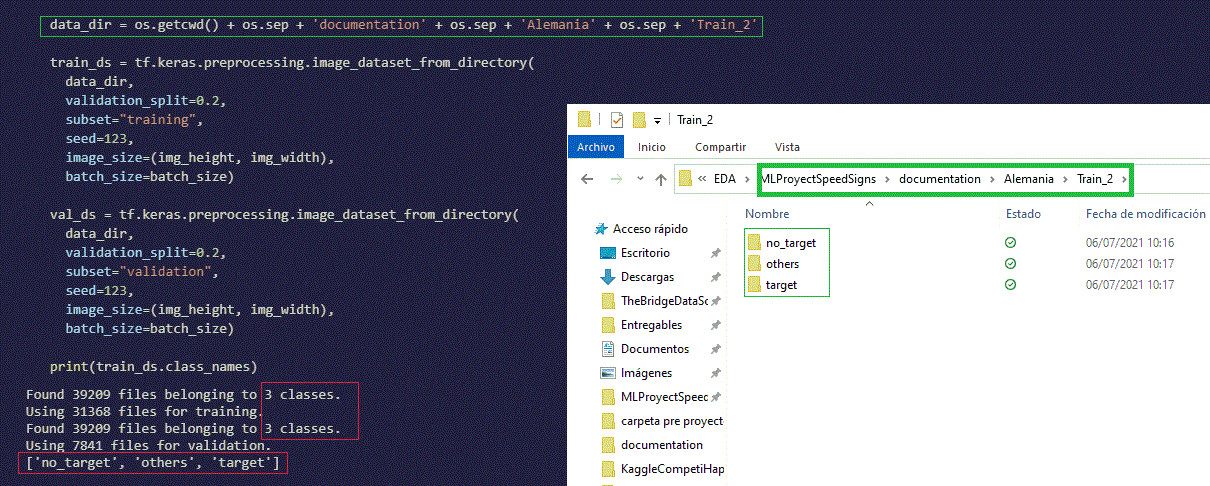 data_dir = os.getcwd() + os.sep + 'documentation' + os.sep + 'Alemania' + os.sep + 'Train_2'
train_ds = tf.keras.preprocessing.image_dataset_from_directory(
data_dir,
validation_split=0.2,
subset="training",
seed=123,
image_size=(img_height, img_width),
batch_size=batch_size)
val_ds = tf.keras.preprocessing.image_dataset_from_directory(
data_dir,
validation_split=0.2,
subset="validation",
seed=123,
image_size=(img_height, img_width),
batch_size=batch_size)
print(train_ds.class_names)
Found 39209 files belonging to 3 classes.
Using 31368 files for training.
Found 39209 files belonging to 3 classes.
Using 7841 files for validation.
['no_target', 'others', 'target']
Train_2
Archivo Inicio Compartir Vista
« EDA > MLProyectSpeedSigns > documentation > Alemania > Train_2 >
Nombre Estado Fecha de modificación
no_target 06/07/2021 10:16
others 06/07/2021 10:17
target 06/07/2021 10:17
Acceso rápido
Escritorio
Descargas
TheBridgeDataSc
Entregables
Documentos
Imágenes
MLProyectSpeed
carpeta pre proyect
documentation
KaggleCompetiHap